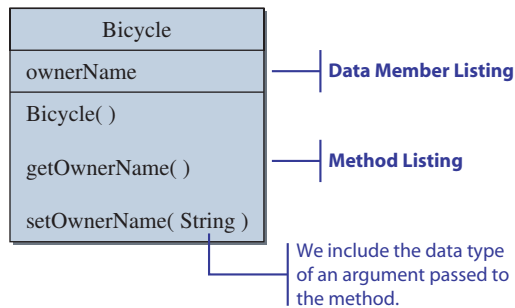 Bicycle
ownerName
Data Member Listing
Bicycle( )
getOwnerName( )
Method Listing
setOwnerName( String )
We include the data type
of an argument passed to
the method.